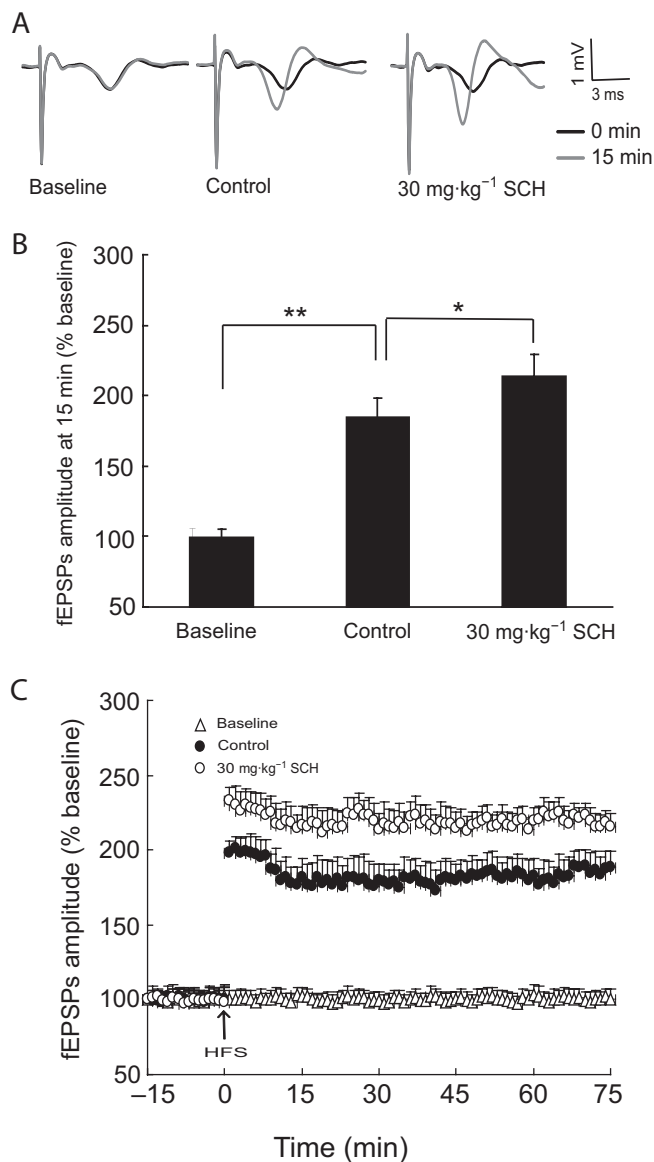 A
1 mV
3 ms
0 min
15 min
Baseline
Control
30 mg·kg⁻¹ SCH
B
fEPSPs amplitude at 15 min (% baseline)
300
250
200
150
100
50
**
*
Baseline
Control
30 mg·kg⁻¹ SCH
C
fEPSPs amplitude (% baseline)
300
250
200
150
100
50
Baseline
Control
30 mg·kg⁻¹ SCH
HFS
–15
0
15
30
45
60
75
Time (min)